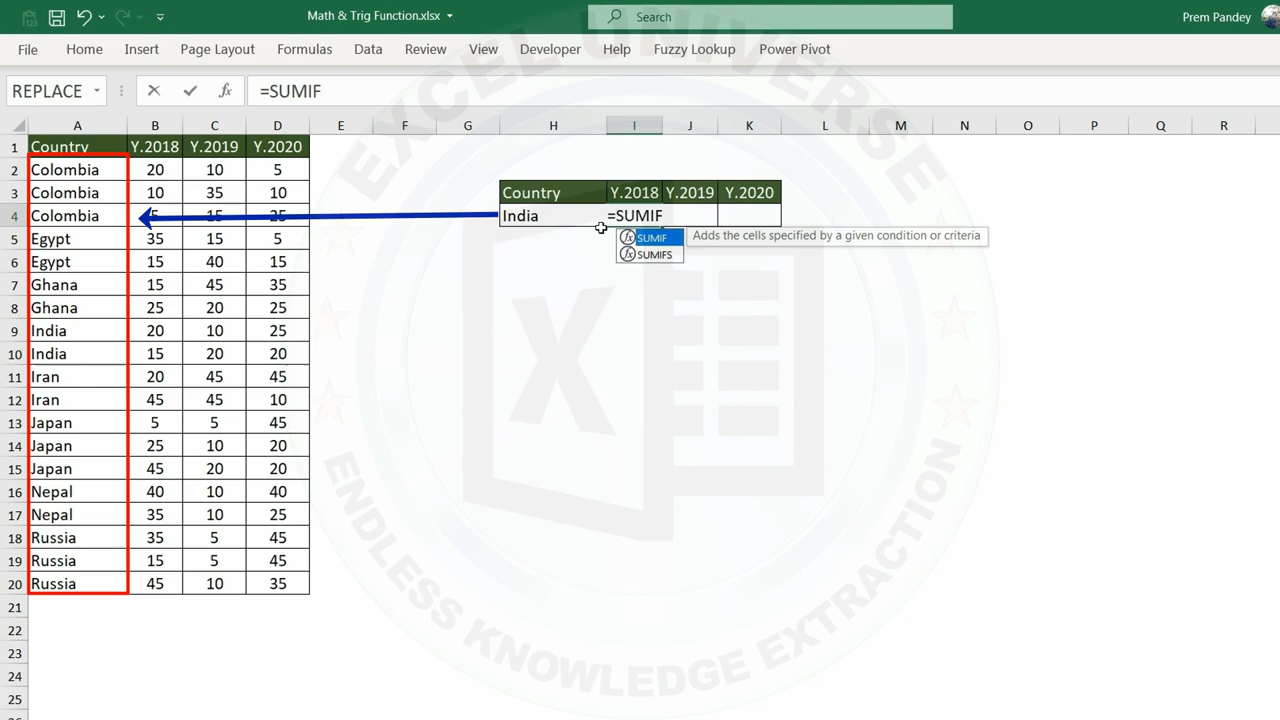 Math & Trig Function.xlsx
Search
Prem Pandey
File Home Insert Page Layout Formulas Data Review View Developer Help Fuzzy Lookup Power Pivot
REPLACE fx =SUMIF
A B C D E F G H I J K L M N O P Q R
1 Country Y.2018 Y.2019 Y.2020
2 Colombia 20 10 5
3 Colombia 10 35 10 Country Y.2018 Y.2019 Y.2020
4 Colombia 5 15 25 India =SUMIF
fx SUMIF Adds the cells specified by a given condition or criteria
5 Egypt 35 15 5
fx SUMIFS
6 Egypt 15 40 15
7 Ghana 15 45 35
8 Ghana 25 20 25
9 India 20 10 25
10 India 15 20 20
11 Iran 20 45 45
12 Iran 45 45 10
13 Japan 5 5 45
14 Japan 25 10 20
15 Japan 45 20 20
16 Nepal 40 10 40
17 Nepal 35 10 25
18 Russia 35 5 45
19 Russia 15 5 45
20 Russia 45 10 35
21
22
23
24
25
EXCEL UNIVERSE
X
ENDLESS KNOWLEDGE EXTRACTION